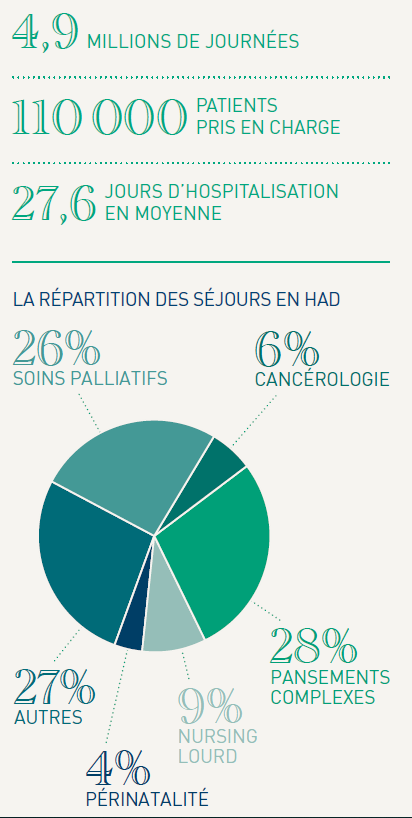 4,9 MILLIONS DE JOURNÉES
110 000 PATIENTS
PRIS EN CHARGE
27,6 JOURS D'HOSPITALISATION
EN MOYENNE
LA RÉPARTITION DES SÉJOURS EN HAD
26%
SOINS PALLIATIFS
6%
CANCÉROLOGIE
28%
PANSEMENTS
COMPLEXES
27%
AUTRES
9%
NURSING
LOURD
4%
PÉRINATALITÉ